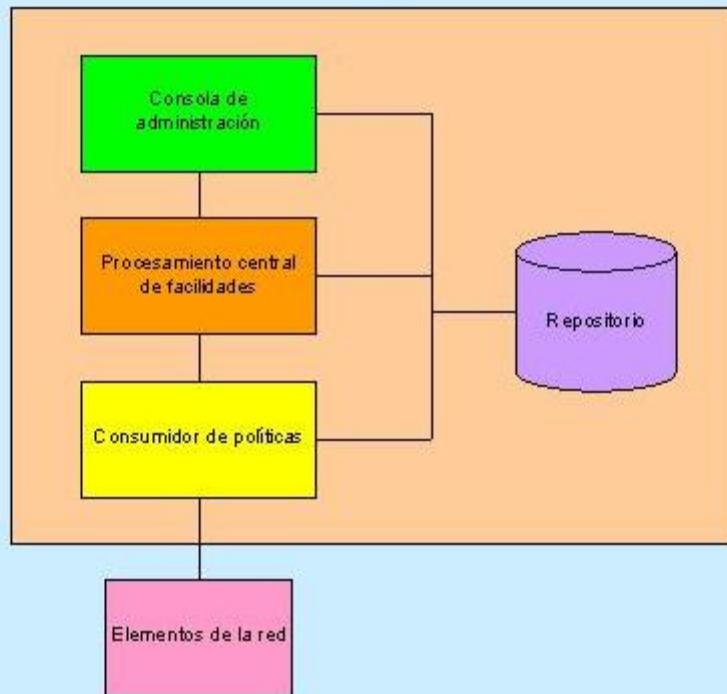 Consola de
administración
Procesamiento central
de facilidades
Repositorio
Consumidor de políticas
Elementos de la red